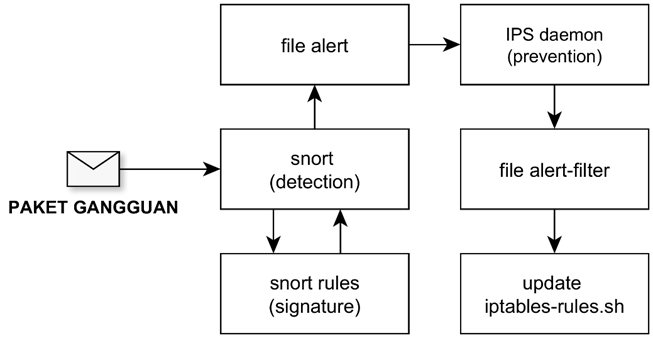 file alert
IPS daemon
(prevention)
PAKET GANGGUAN
snort
(detection)
file alert-filter
snort rules
(signature)
update
iptables-rules.sh